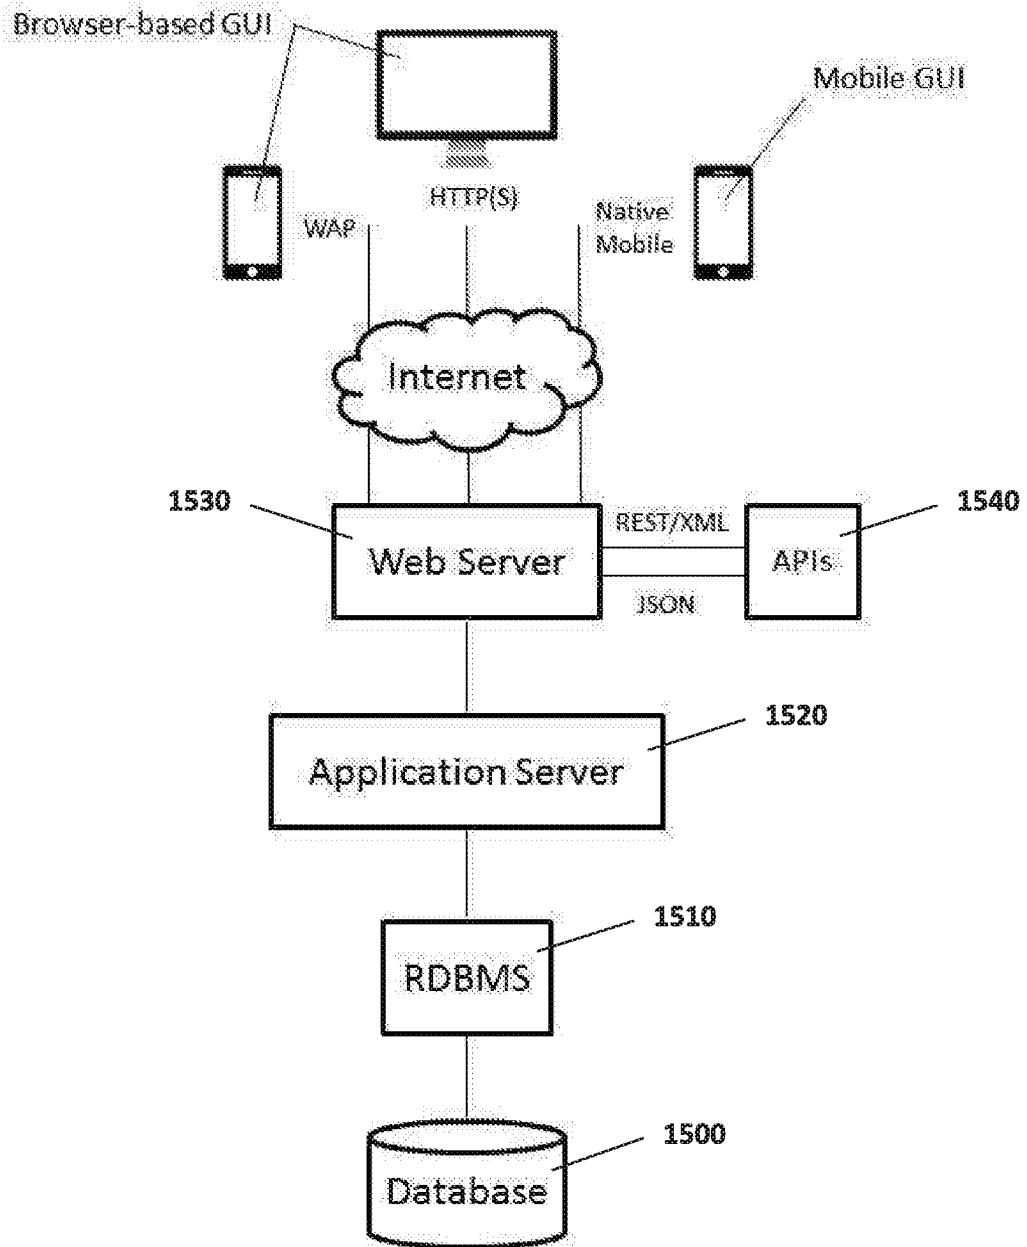 Browser-based GUI
Mobile GUI
HTTP(S)
WAP
Native
Mobile
Internet
1530
1540
REST/XML
Web Server
APIs
JSON
1520
Application Server
1510
RDBMS
1500
Database